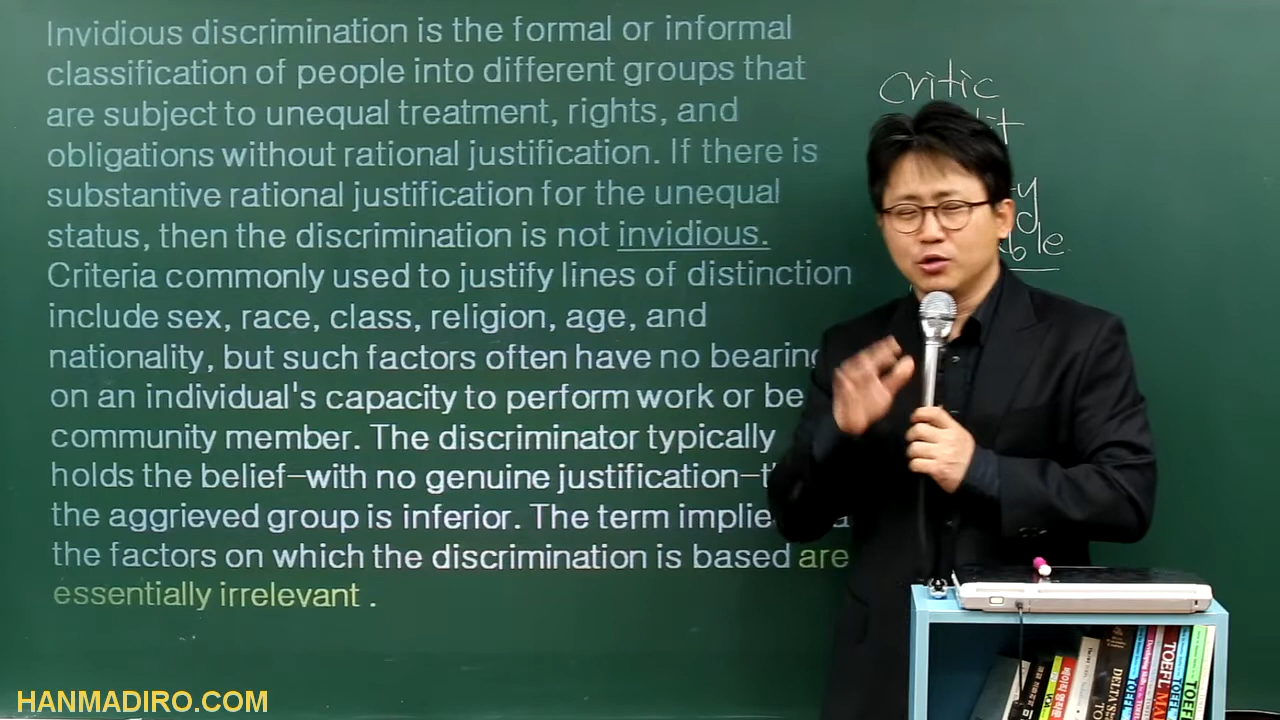 Invidious discrimination is the formal or informal
classification of people into different groups that
are subject to unequal treatment, rights, and
obligations without rational justification. If there is
substantive rational justification for the unequal
status, then the discrimination is not invidious.
Criteria commonly used to justify lines of distinction
include sex, race, class, religion, age, and
nationality, but such factors often have no bearing
on an individual's capacity to perform work or be
community member. The discriminator typically
holds the belief—with no genuine justification—
the aggrieved group is inferior. The term
the factors on which the discrimination is based are
essentially irrelevant .
critic
HANMADIRO.COM
DELTA'S
TOEFL
TOEFL